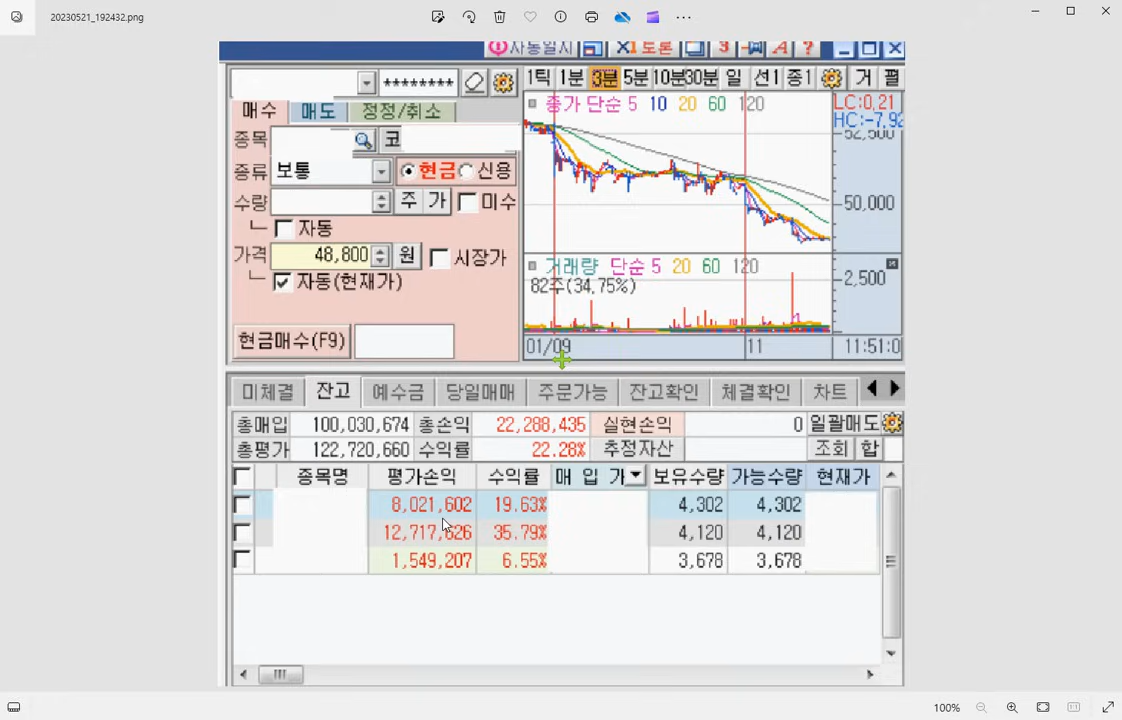 20230521_192432.png
자동일지 X1 토론 3 A ?
******** 1틱 1분 3분 5분 10분 30분 일 선1 종1 거 펼
매수 매도 정정/취소
종가 단순 5 10 20 60 120
LC:0,21
HC:-7,92
52,500
종목 코
종류 보통 현금 신용
수량 주 가 미수
50,000
자동
가격 48,800 원 시장가
자동(현재가)
거래량 단순 5 20 60 120
82주(34,75%)
2,500
현금매수(F9)
01/09 11 11:51:0
미체결 잔고 예수금 당일매매 주문가능 잔고확인 체결확인 차트
총매입 100,030,674 총손익 22,288,435 실현손익 0 일괄매도
총평가 122,720,660 수익률 22.28% 추정자산 조회 합
종목명 평가손익 수익률 매 입 가 보유수량 가능수량 현재가
8,021,602 19.63% 4,302 4,302
12,717,626 35.79% 4,120 4,120
1,549,207 6.55% 3,678 3,678
100%